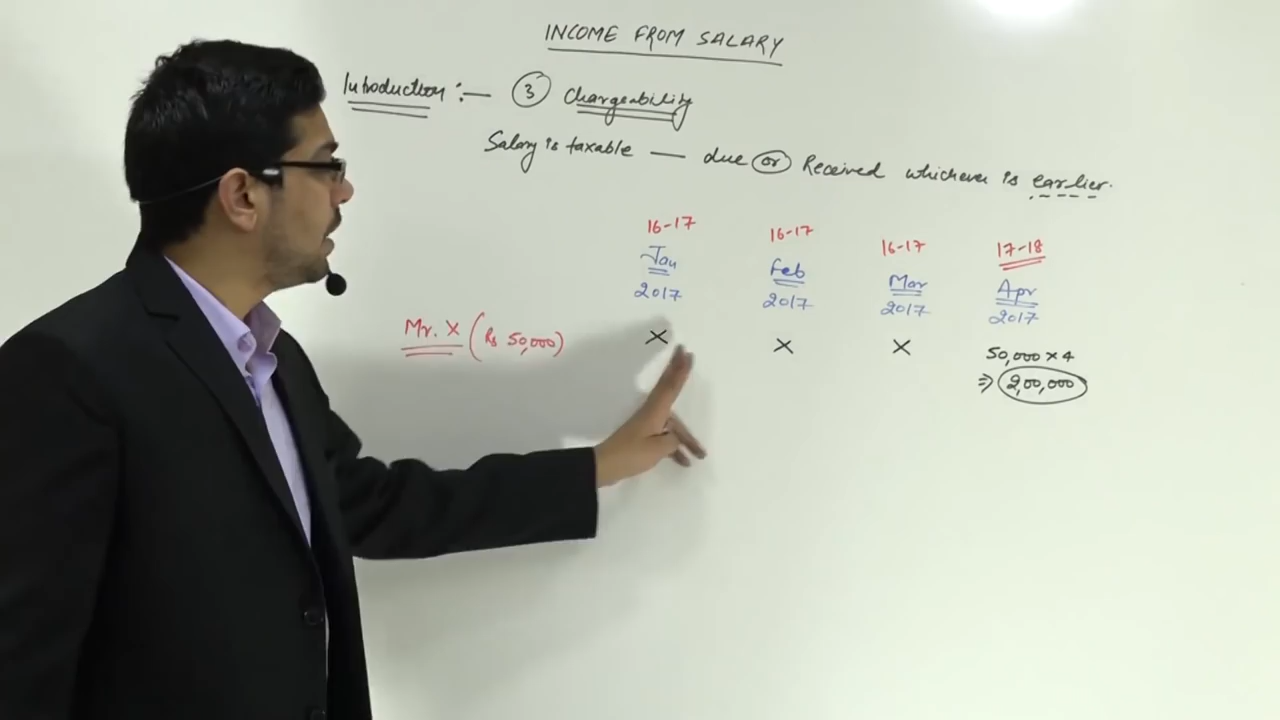 INCOME FROM SALARY
Introduction :— ③ Chargeability
Salary is taxable — due or Received whichever is earlier.
16-17 16-17 16-17 17-18
Jan Feb Mar Apr
2017 2017 2017 2017
Mr. X (Rs 50,000) × × × 50,000 × 4
⇒ 2,00,000